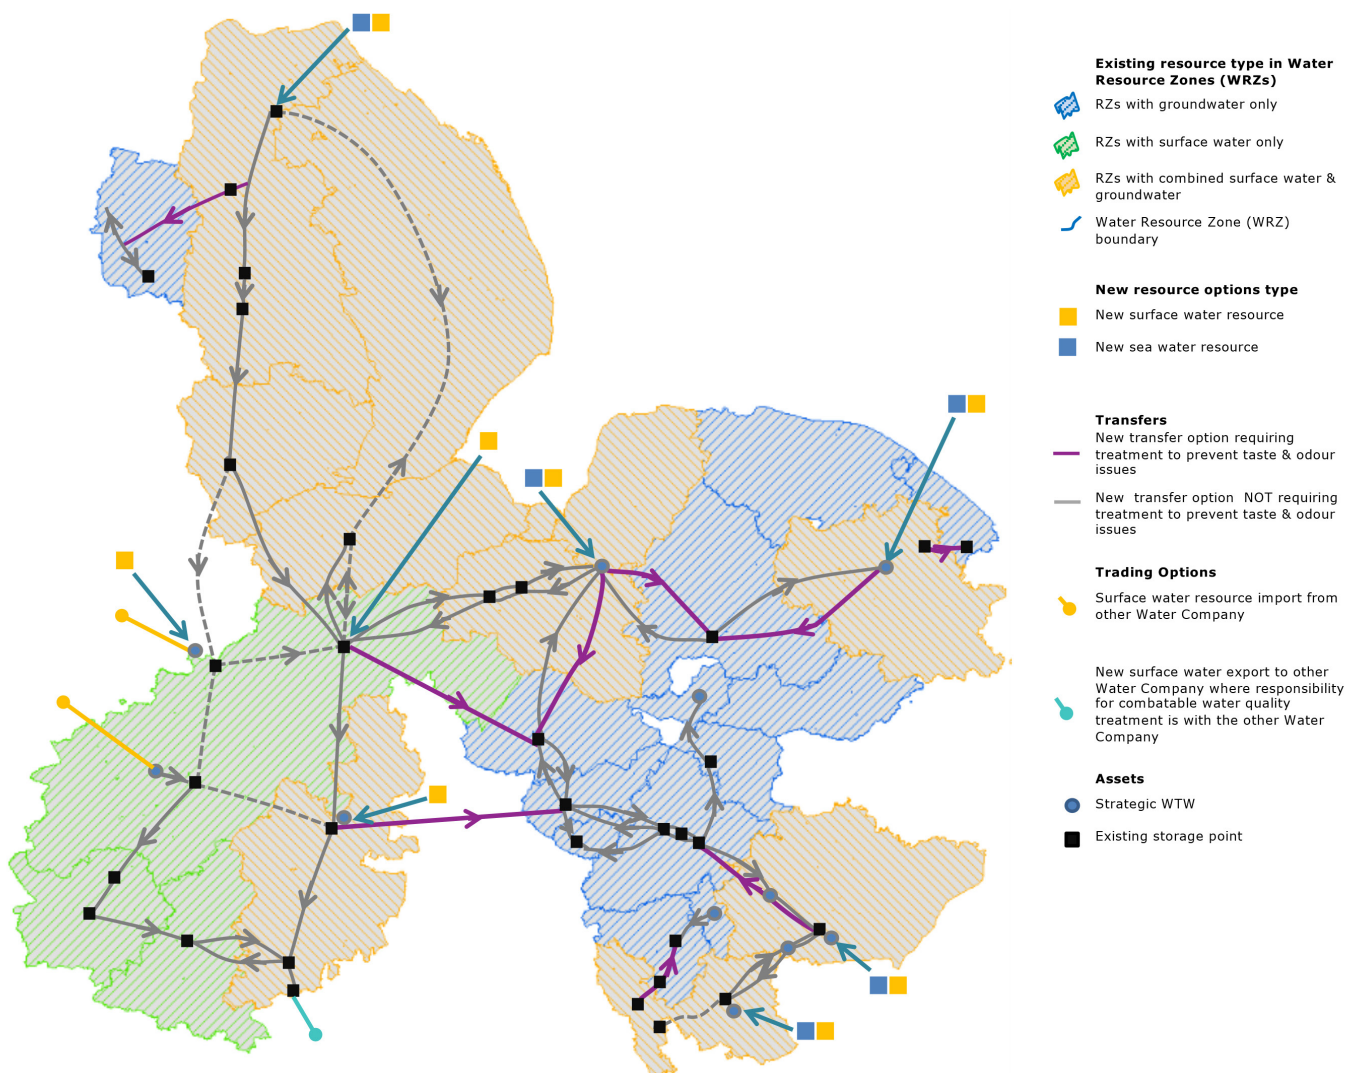 Existing resource type in Water
Resource Zones (WRZs)
RZs with groundwater only
RZs with surface water only
RZs with combined surface water &
groundwater
Water Resource Zone (WRZ)
boundary
New resource options type
New surface water resource
New sea water resource
Transfers
New transfer option requiring
treatment to prevent taste & odour
issues
New transfer option NOT requiring
treatment to prevent taste & odour
issues
Trading Options
Surface water resource import from
other Water Company
New surface water export to other
Water Company where responsibility
for combatable water quality
treatment is with the other Water
Company
Assets
Strategic WTW
Existing storage point